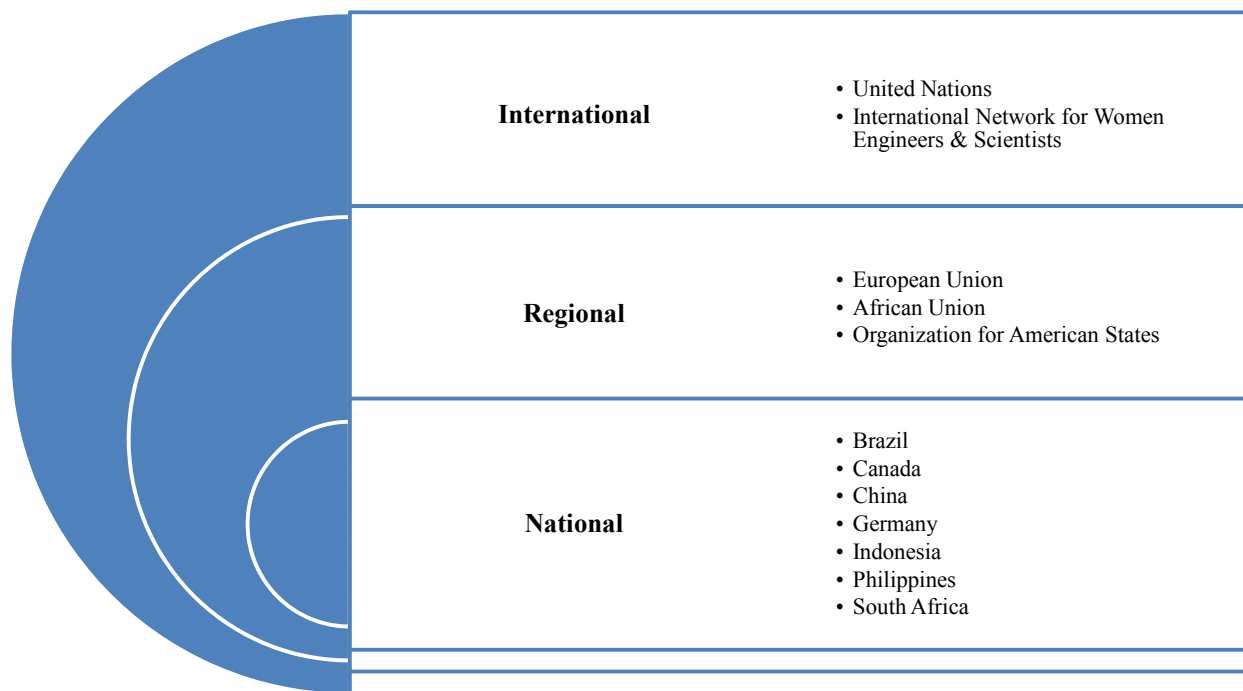 International
• United Nations
• International Network for Women
Engineers & Scientists
Regional
• European Union
• African Union
• Organization for American States
National
• Brazil
• Canada
• China
• Germany
• Indonesia
• Philippines
• South Africa